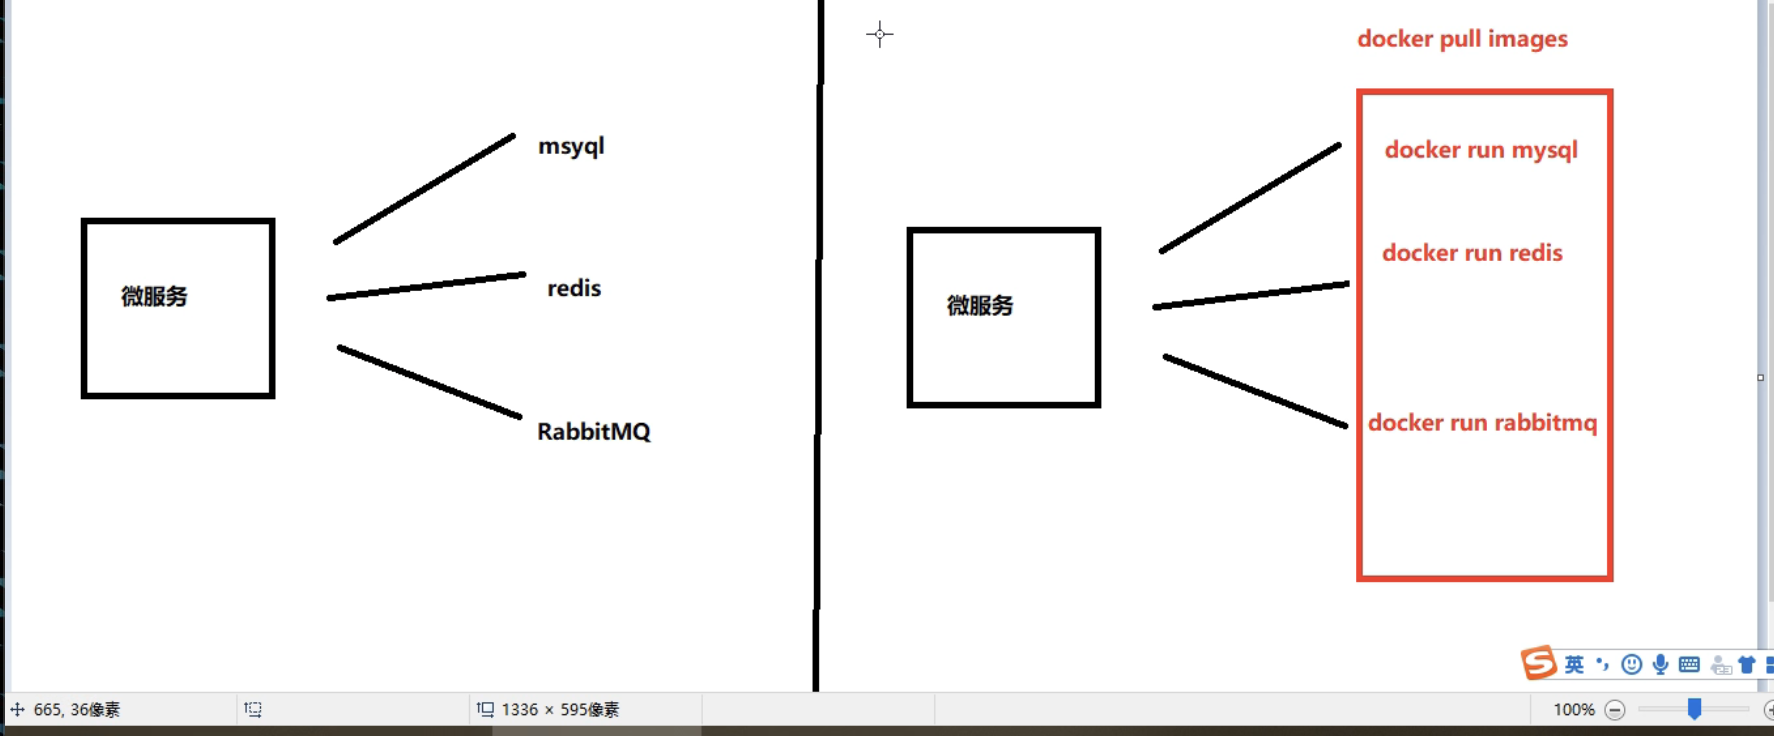 msyql
redis
RabbitMQ
微服务
docker pull images
docker run mysql
docker run redis
docker run rabbitmq
微服务
英
665, 36像素
1336 × 595像素
100%